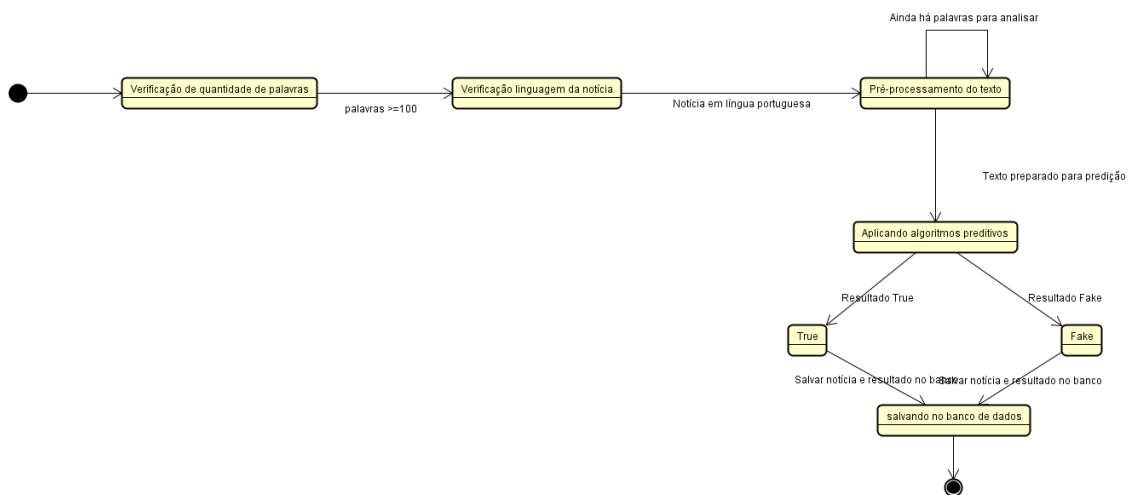 Ainda há palavras para analisar
Verificação de quantidade de palavras
palavras >=100
Verificação linguagem da notícia
Notícia em língua portuguesa
Pré-processamento do texto
Texto preparado para predição
Aplicando algoritmos preditivos
Resultado True
Resultado Fake
True
Fake
Salvar notícia e resultado no banco
Salvar notícia e resultado no banco
salvando no banco de dados